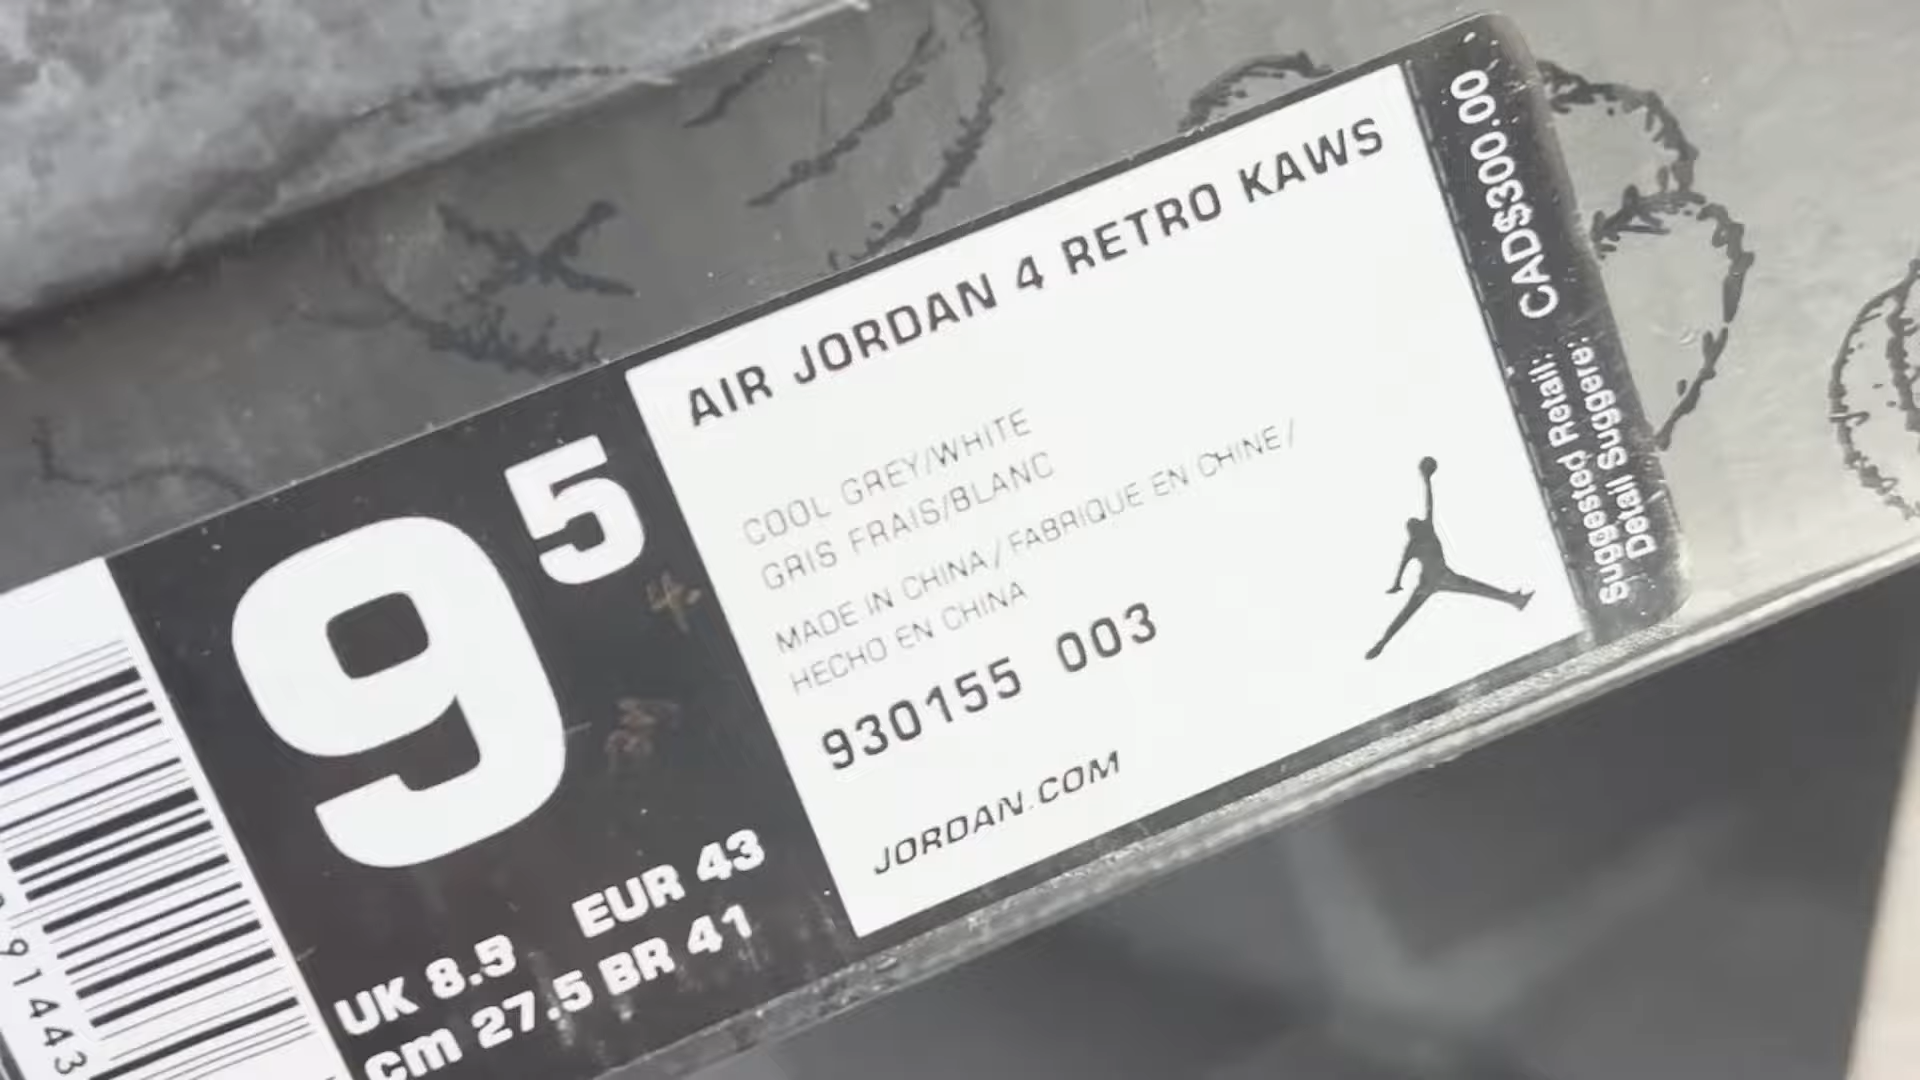 AIR JORDAN 4 RETRO KAWS
COOL GREY/WHITE
GRIS FRAIS/BLANC
MADE IN CHINA/FABRIQUE EN CHINE/
HECHO EN CHINA
930155 003
JORDAN.COM
9 5
UK 8.5 EUR 43
cm 27.5 BR 41
Suggested Retail: CAD$300.00
Detail Suggere:
91443